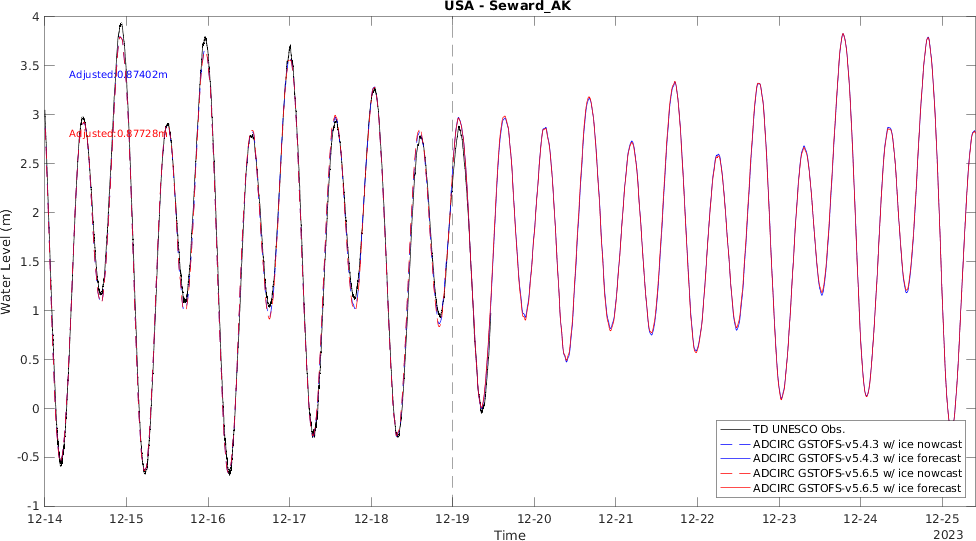 USA - Seward_AK
4
3.5
3
2.5
2
1.5
1
0.5
0
-0.5
-1
Water Level (m)
Adjusted:0.87402m
Adjusted:0.87728m
TD UNESCO Obs.
ADCIRC GSTOFS-v5.4.3 w/ ice nowcast
ADCIRC GSTOFS-v5.4.3 w/ ice forecast
ADCIRC GSTOFS-v5.6.5 w/ ice nowcast
ADCIRC GSTOFS-v5.6.5 w/ ice forecast
12-14 12-15 12-16 12-17 12-18 12-19 12-20 12-21 12-22 12-23 12-24 12-25
Time
2023